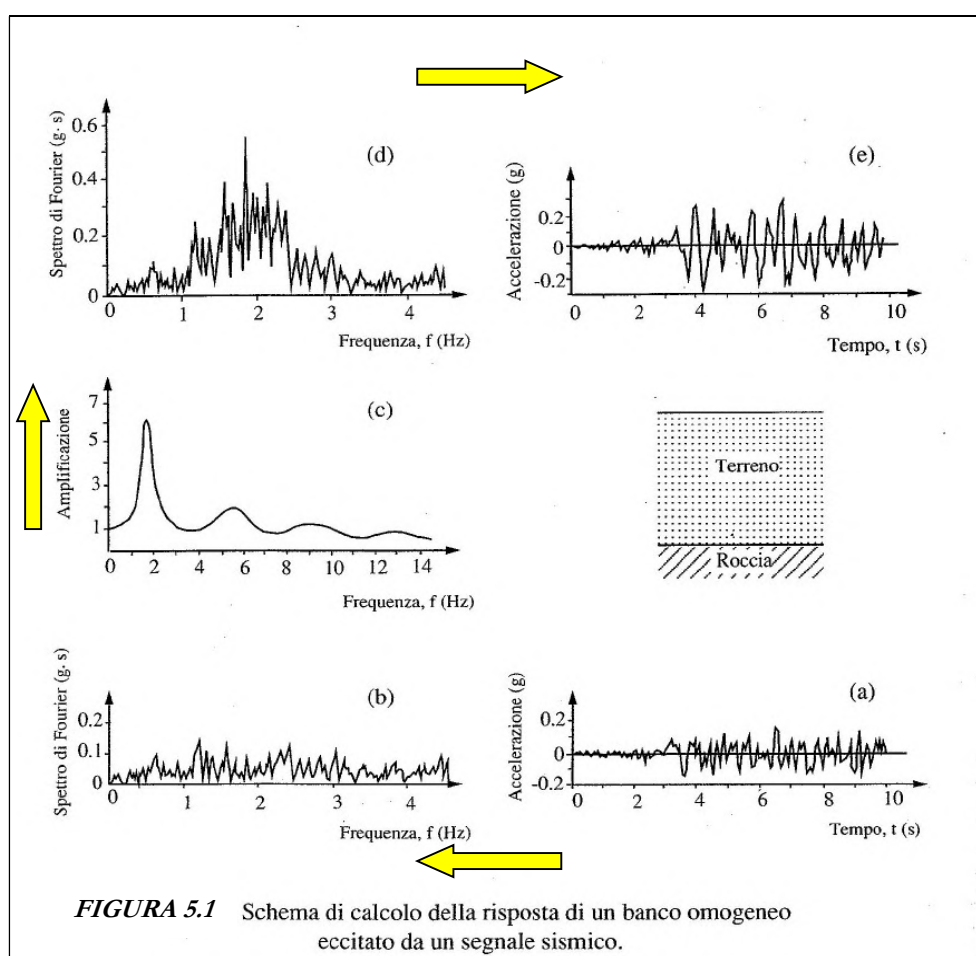 Spettro di Fourier (g· s)
0.6
0.4
0.2
0
1
2
3
4
Frequenza, f (Hz)
(d)
Accelerazione (g)
0.2
0
-0.2
0
2
4
6
8
10
Tempo, t (s)
(e)
Amplificazione
7
5
3
1
0
2
4
6
8
10
12
14
Frequenza, f (Hz)
(c)
Terreno
Roccia
Spettro di Fourier (g· s)
0.2
0.1
0
0
1
2
3
4
Frequenza, f (Hz)
(b)
Accelerazione (g)
0.2
0
-0.2
0
2
4
6
8
10
Tempo, t (s)
(a)
FIGURA 5.1 Schema di calcolo della risposta di un banco omogeneo
eccitato da un segnale sismico.